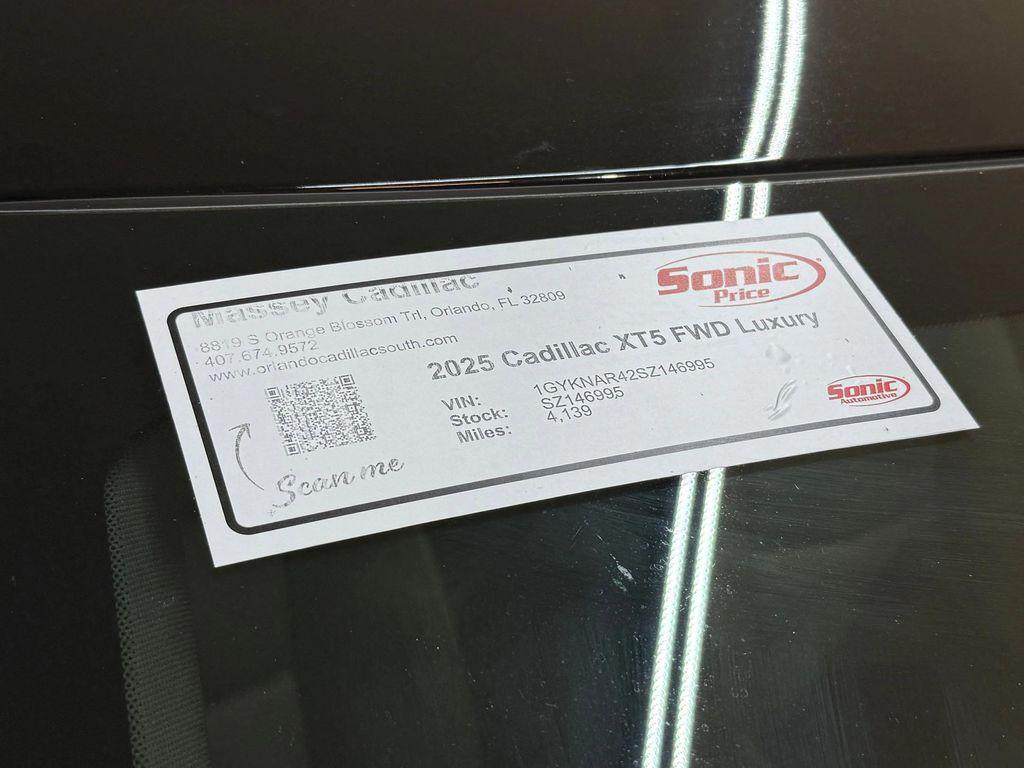 Massey Cadillac
8819 S Orange Blossom Trl, Orlando, FL 32809
407.674.9572
www.orlandocadillacsouth.com
Sonic
Price
2025 Cadillac XT5 FWD Luxury
VIN: 1GYKNAR42SZ146995
Stock: SZ146995
Miles: 4,139
Scan me
Sonic
Automotive